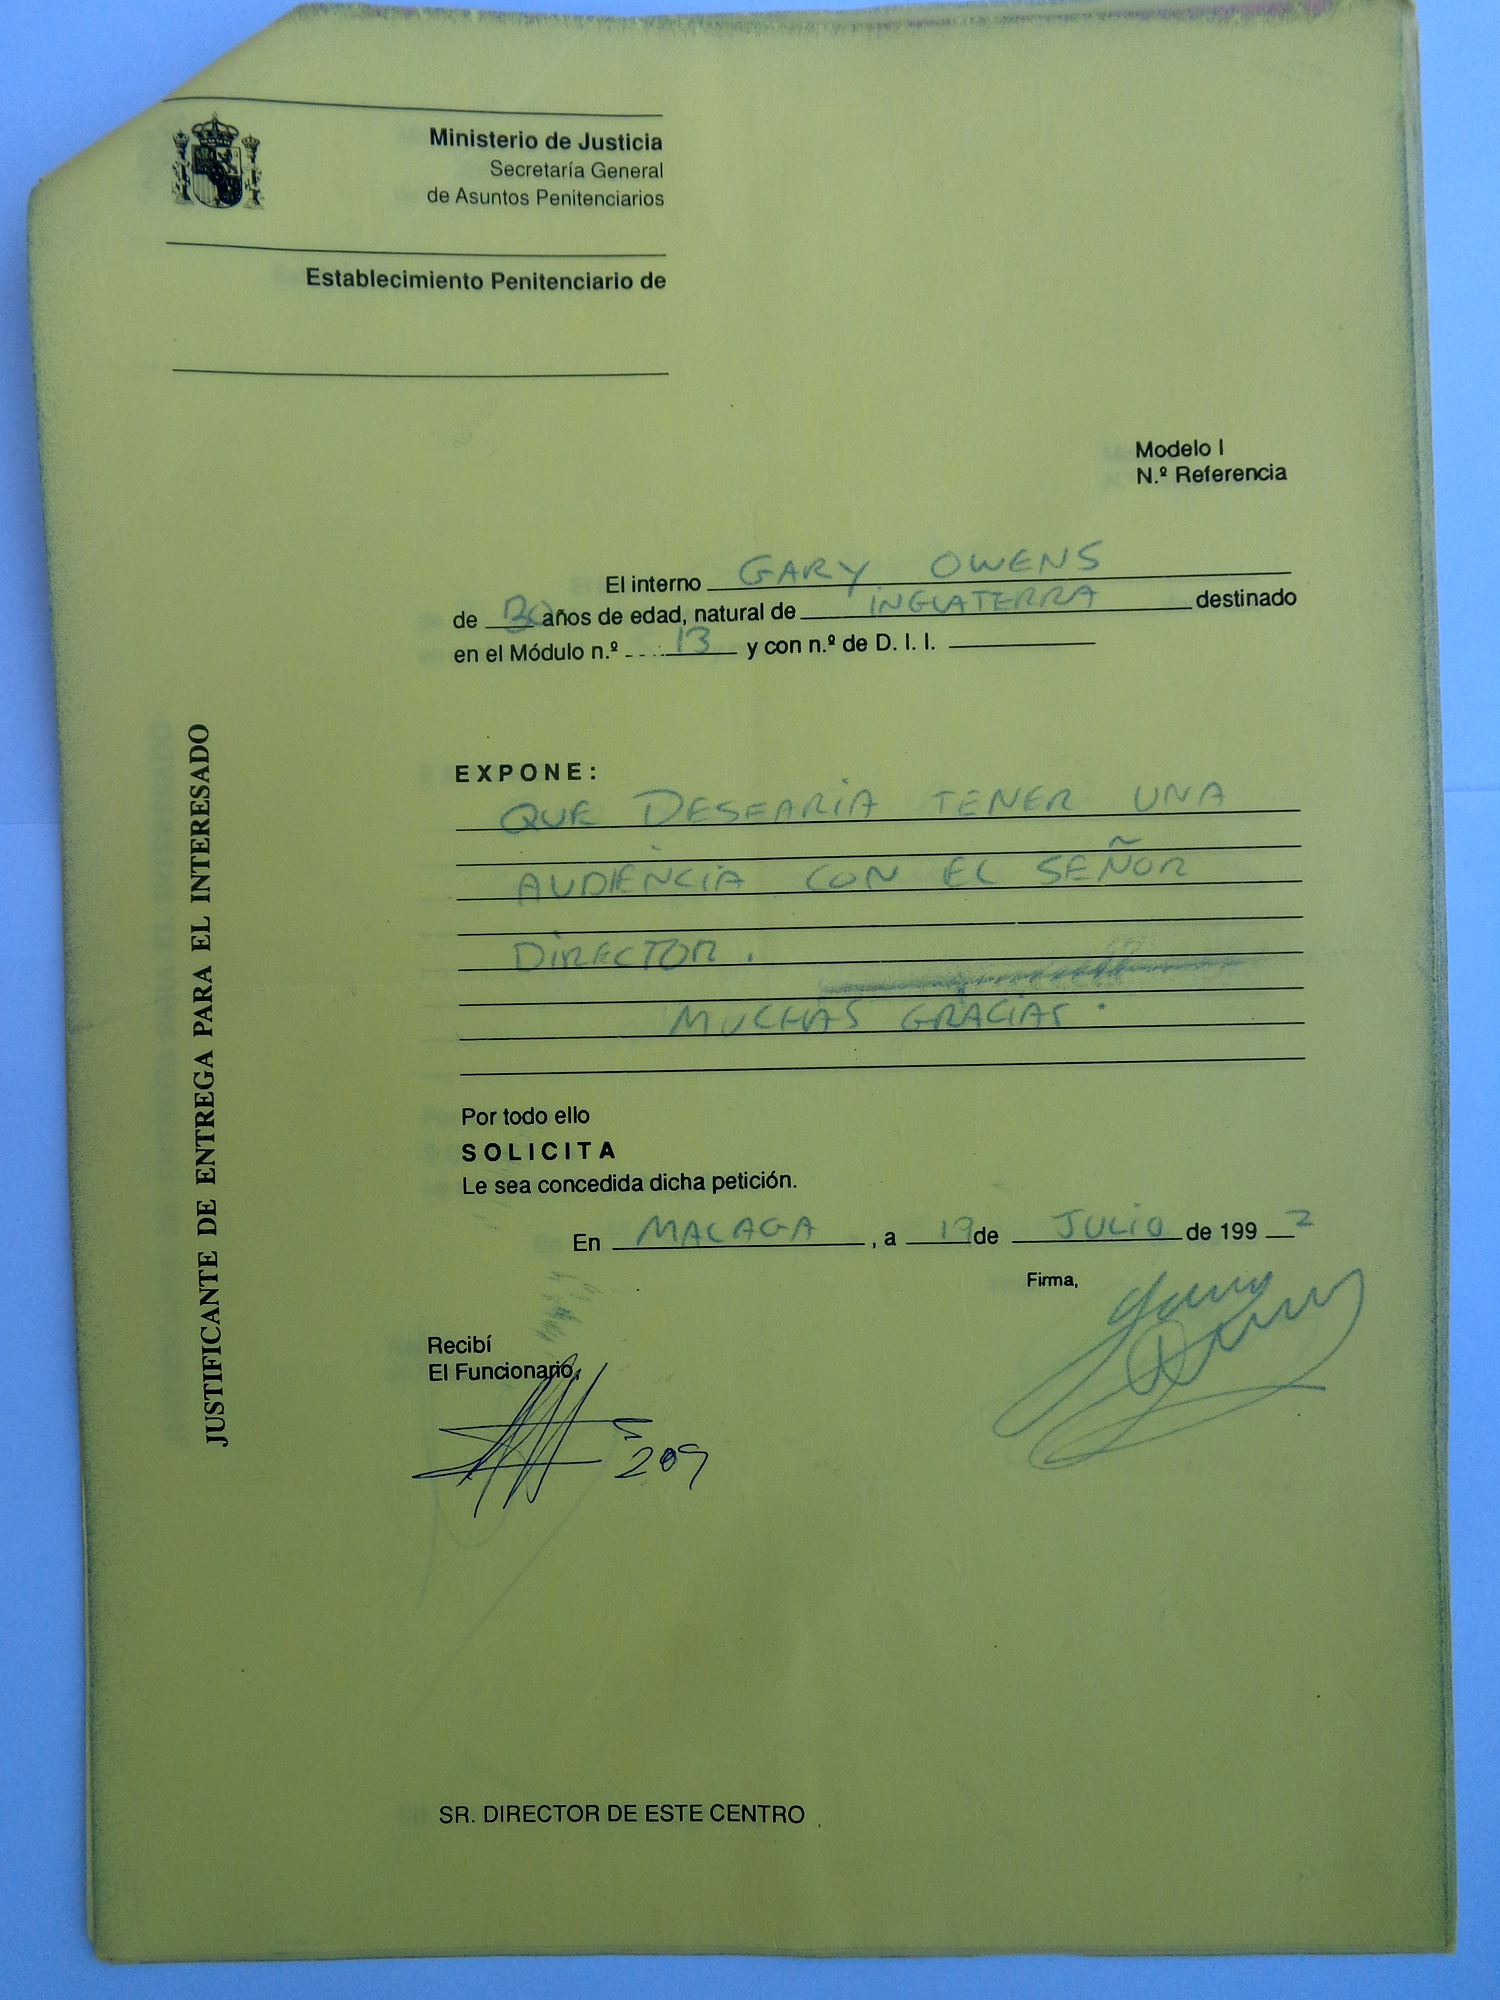 Ministerio de Justicia
Secretaría General
de Asuntos Penitenciarios
Establecimiento Penitenciario de
Modelo I
N.º Referencia
El interno GARY OWENS
de 30 años de edad, natural de INGLATERRA destinado
en el Módulo n.º 13 y con n.º de D. I. I.
EXPONE:
QUE DESEARIA TENER UNA
AUDIENCIA CON EL SEÑOR
DIRECTOR.
MUCHAS GRACIAS.
Por todo ello
SOLICITA
Le sea concedida dicha petición.
En MALAGA, a 19 de JULIO de 1992
Firma,
Recibí
El Funcionario,
209
SR. DIRECTOR DE ESTE CENTRO
JUSTIFICANTE DE ENTREGA PARA EL INTERESADO